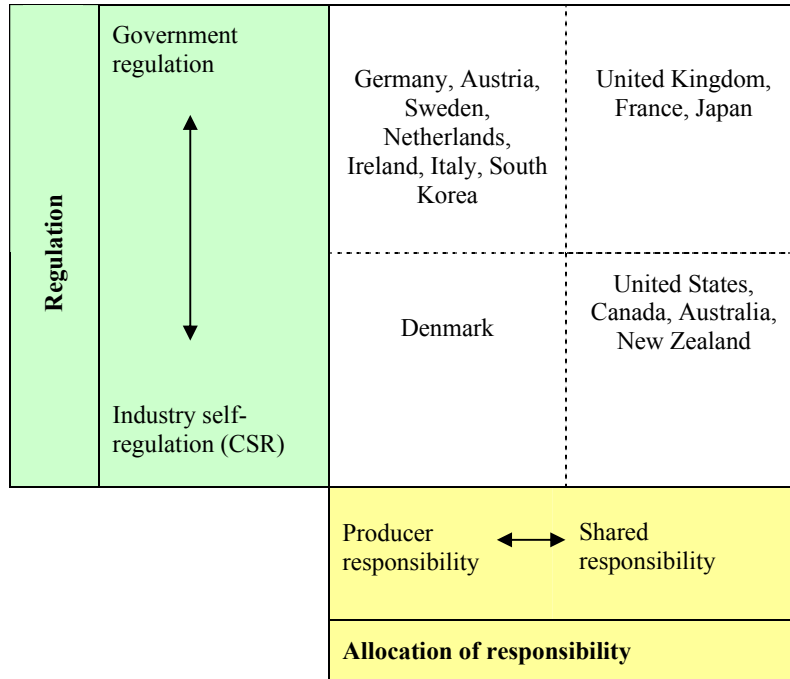 Regulation
Government
regulation
Industry self-
regulation (CSR)
Germany, Austria,
Sweden,
Netherlands,
Ireland, Italy, South
Korea
United Kingdom,
France, Japan
Denmark
United States,
Canada, Australia,
New Zealand
Producer
responsibility
Shared
responsibility
Allocation of responsibility